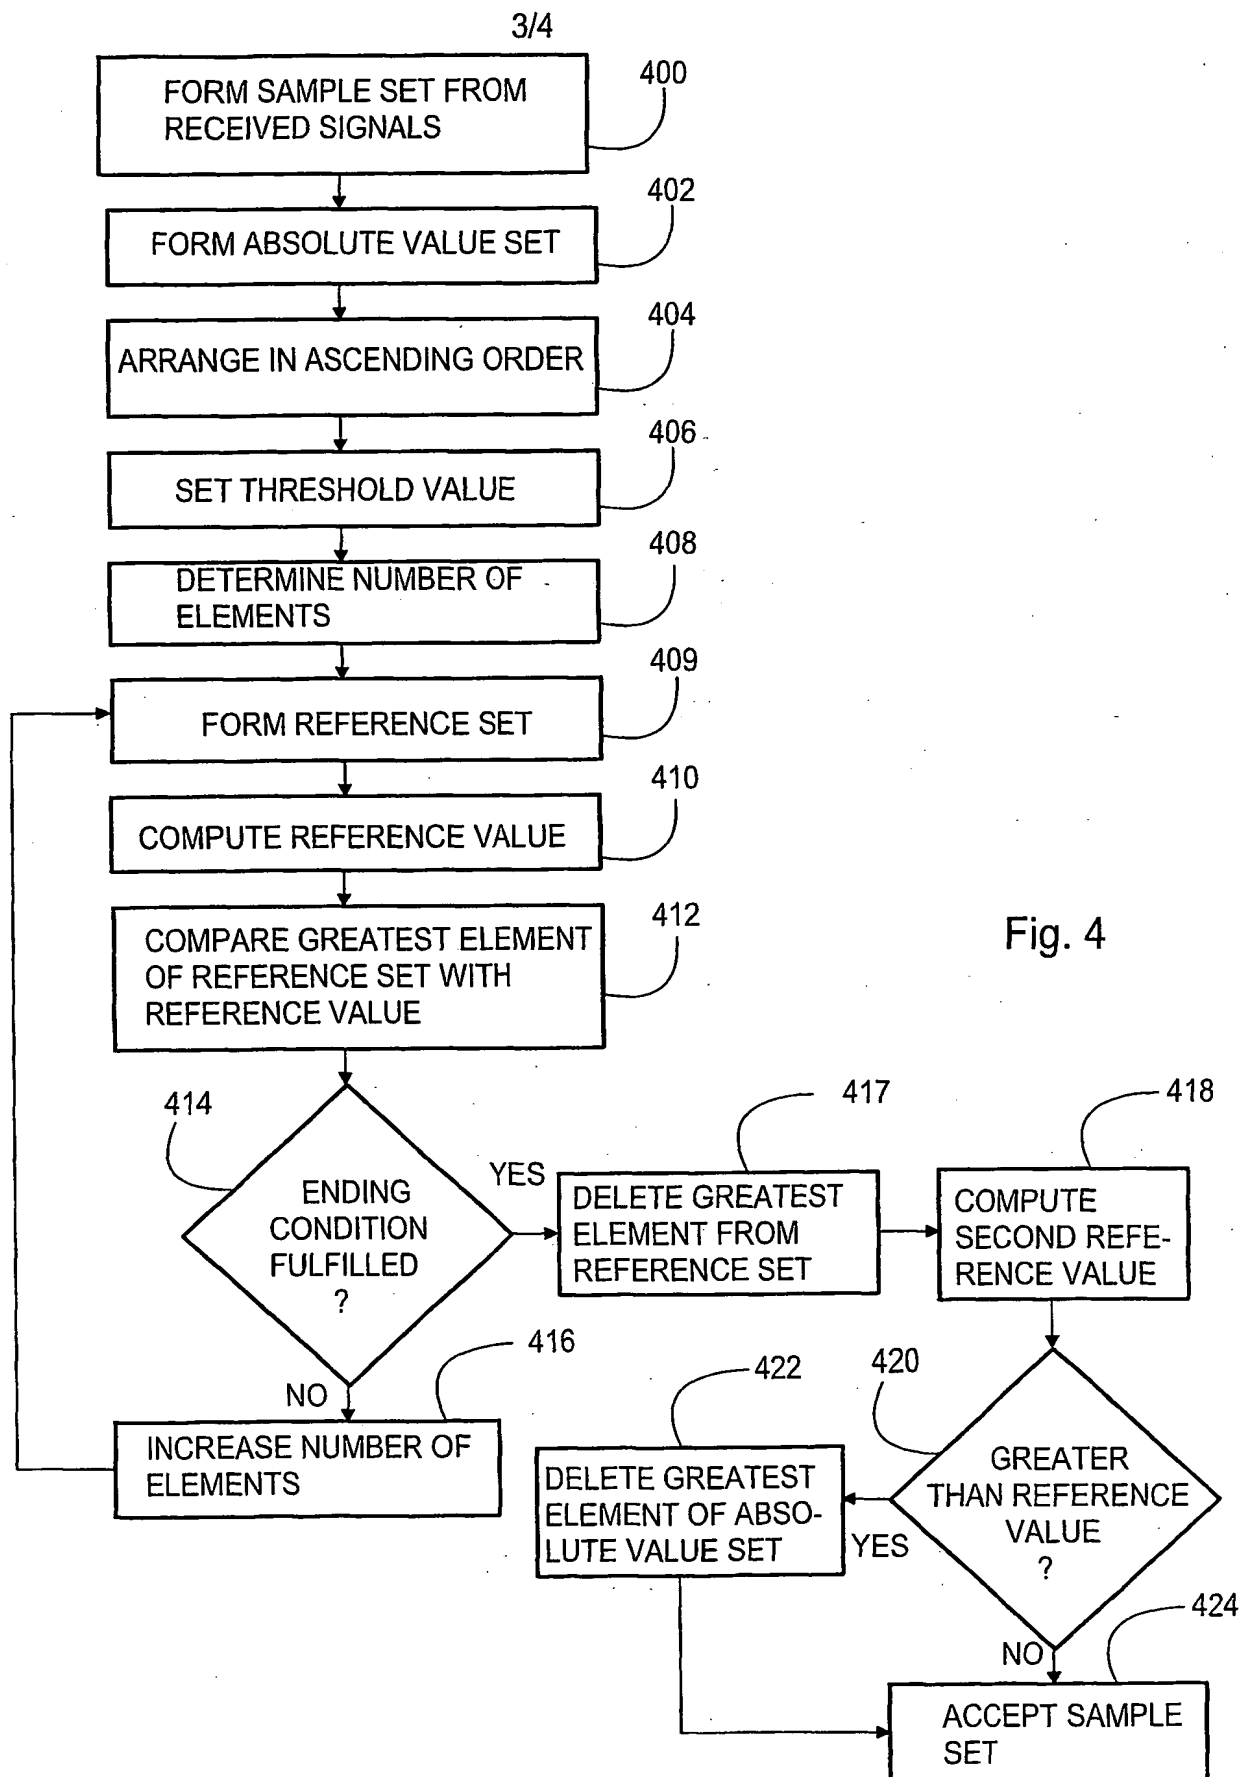 3/4
FORM SAMPLE SET FROM
RECEIVED SIGNALS
400
402
FORM ABSOLUTE VALUE SET
404
ARRANGE IN ASCENDING ORDER
406
SET THRESHOLD VALUE
408
DETERMINE NUMBER OF
ELEMENTS
409
FORM REFERENCE SET
410
COMPUTE REFERENCE VALUE
412
COMPARE GREATEST ELEMENT
OF REFERENCE SET WITH
REFERENCE VALUE
Fig. 4
414
ENDING
CONDITION
FULFILLED
?
YES
417
DELETE GREATEST
ELEMENT FROM
REFERENCE SET
418
COMPUTE
SECOND REFE-
RENCE VALUE
NO
416
INCREASE NUMBER OF
ELEMENTS
420
GREATER
THAN REFERENCE
VALUE
?
YES
422
DELETE GREATEST
ELEMENT OF ABSO-
LUTE VALUE SET
NO
424
ACCEPT SAMPLE
SET